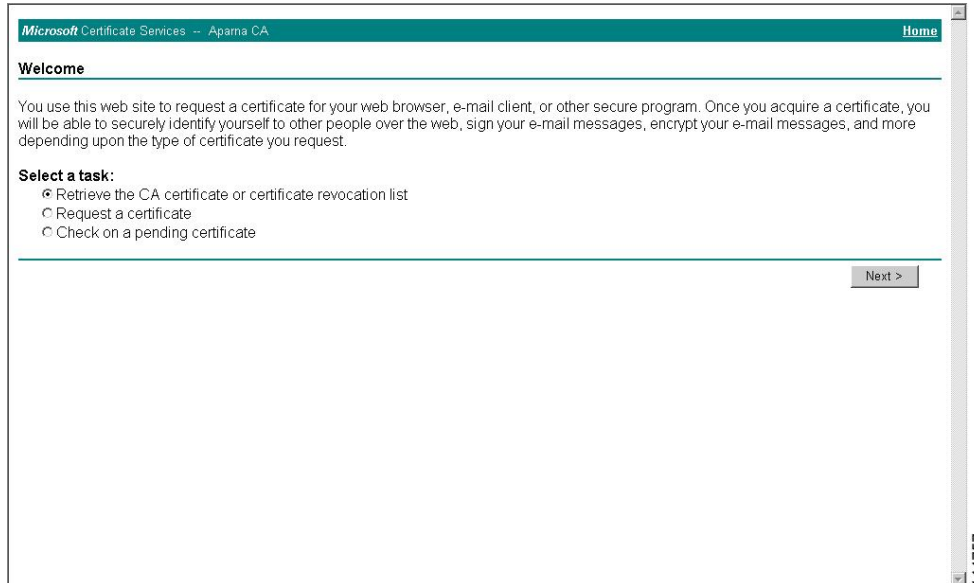 Microsoft Certificate Services -- Aparna CA Home
Welcome
You use this web site to request a certificate for your web browser, e-mail client, or other secure program. Once you acquire a certificate, you
will be able to securely identify yourself to other people over the web, sign your e-mail messages, encrypt your e-mail messages, and more
depending upon the type of certificate you request.
Select a task:
Retrieve the CA certificate or certificate revocation list
Request a certificate
Check on a pending certificate
Next >